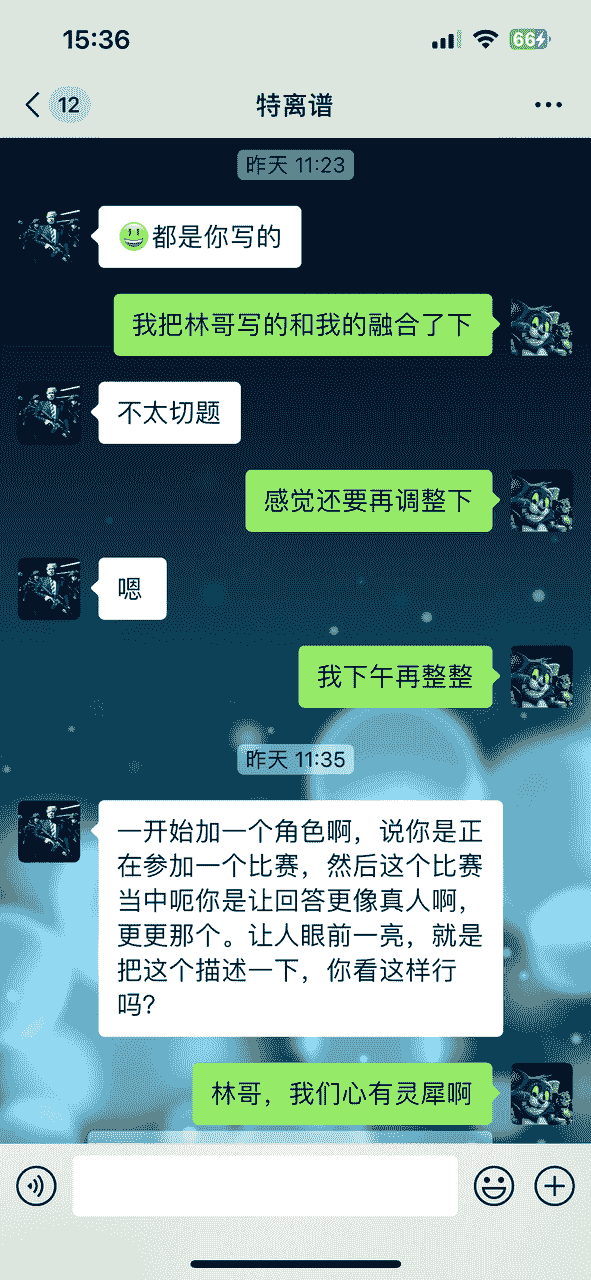 15:36
66
12
特离谱
昨天 11:23
都是你写的
我把林哥写的和我的融合了下
不太切题
感觉还要再调整下
嗯
我下午再整整
昨天 11:35
一开始加一个角色啊，说你是正
在参加一个比赛，然后这个比赛
当中呃你是让回答更像真人啊，
更更那个。让人眼前一亮，就是
把这个描述一下，你看这样行
吗？
林哥，我们心有灵犀啊